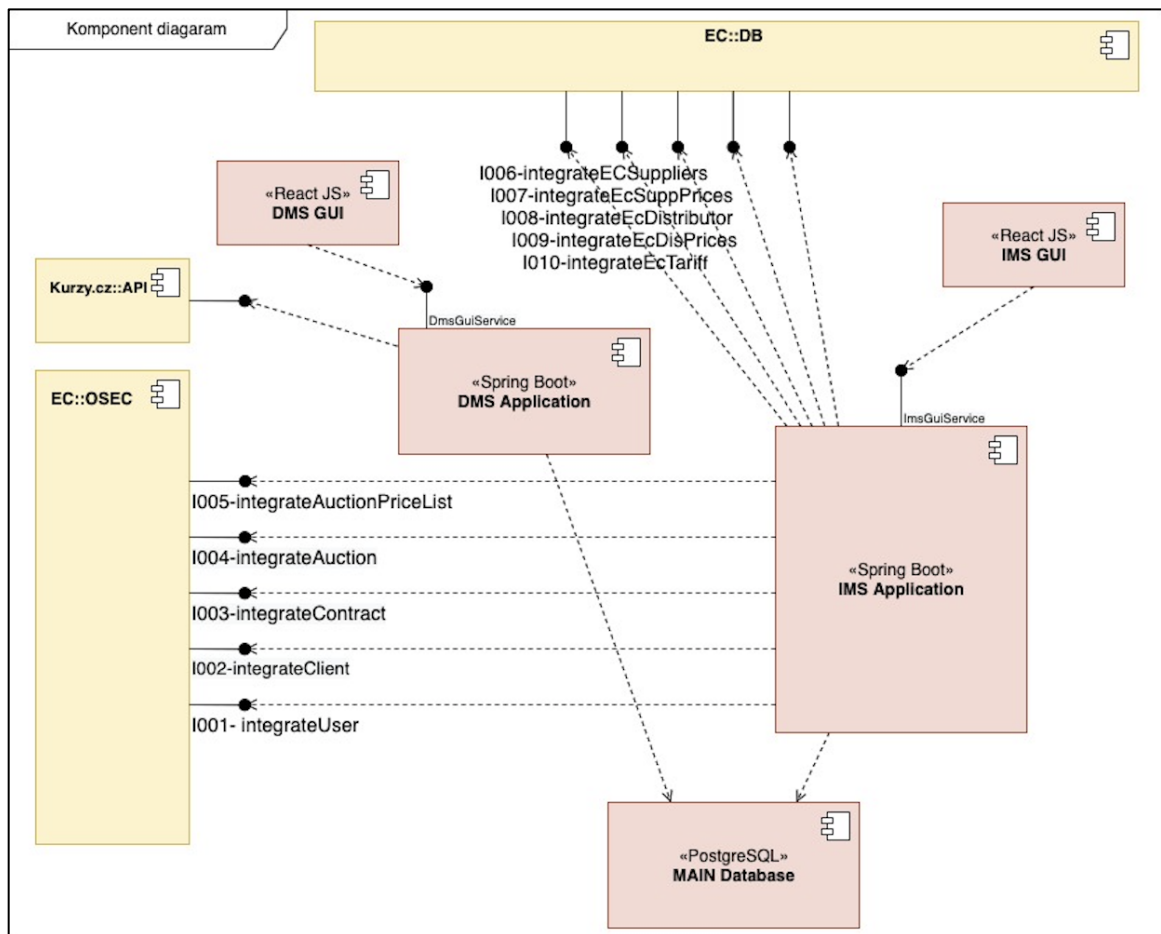 Komponent diagaram
EC::DB
I006-integrateECSuppliers
I007-integrateEcSuppPrices
I008-integrateEcDistributor
I009-integrateEcDisPrices
I010-integrateEcTariff
«React JS»
DMS GUI
«React JS»
IMS GUI
Kurzy.cz::API
DmsGuiService
«Spring Boot»
DMS Application
EC::OSEC
ImsGuiService
«Spring Boot»
IMS Application
I005-integrateAuctionPriceList
I004-integrateAuction
I003-integrateContract
I002-integrateClient
I001- integrateUser
«PostgreSQL»
MAIN Database